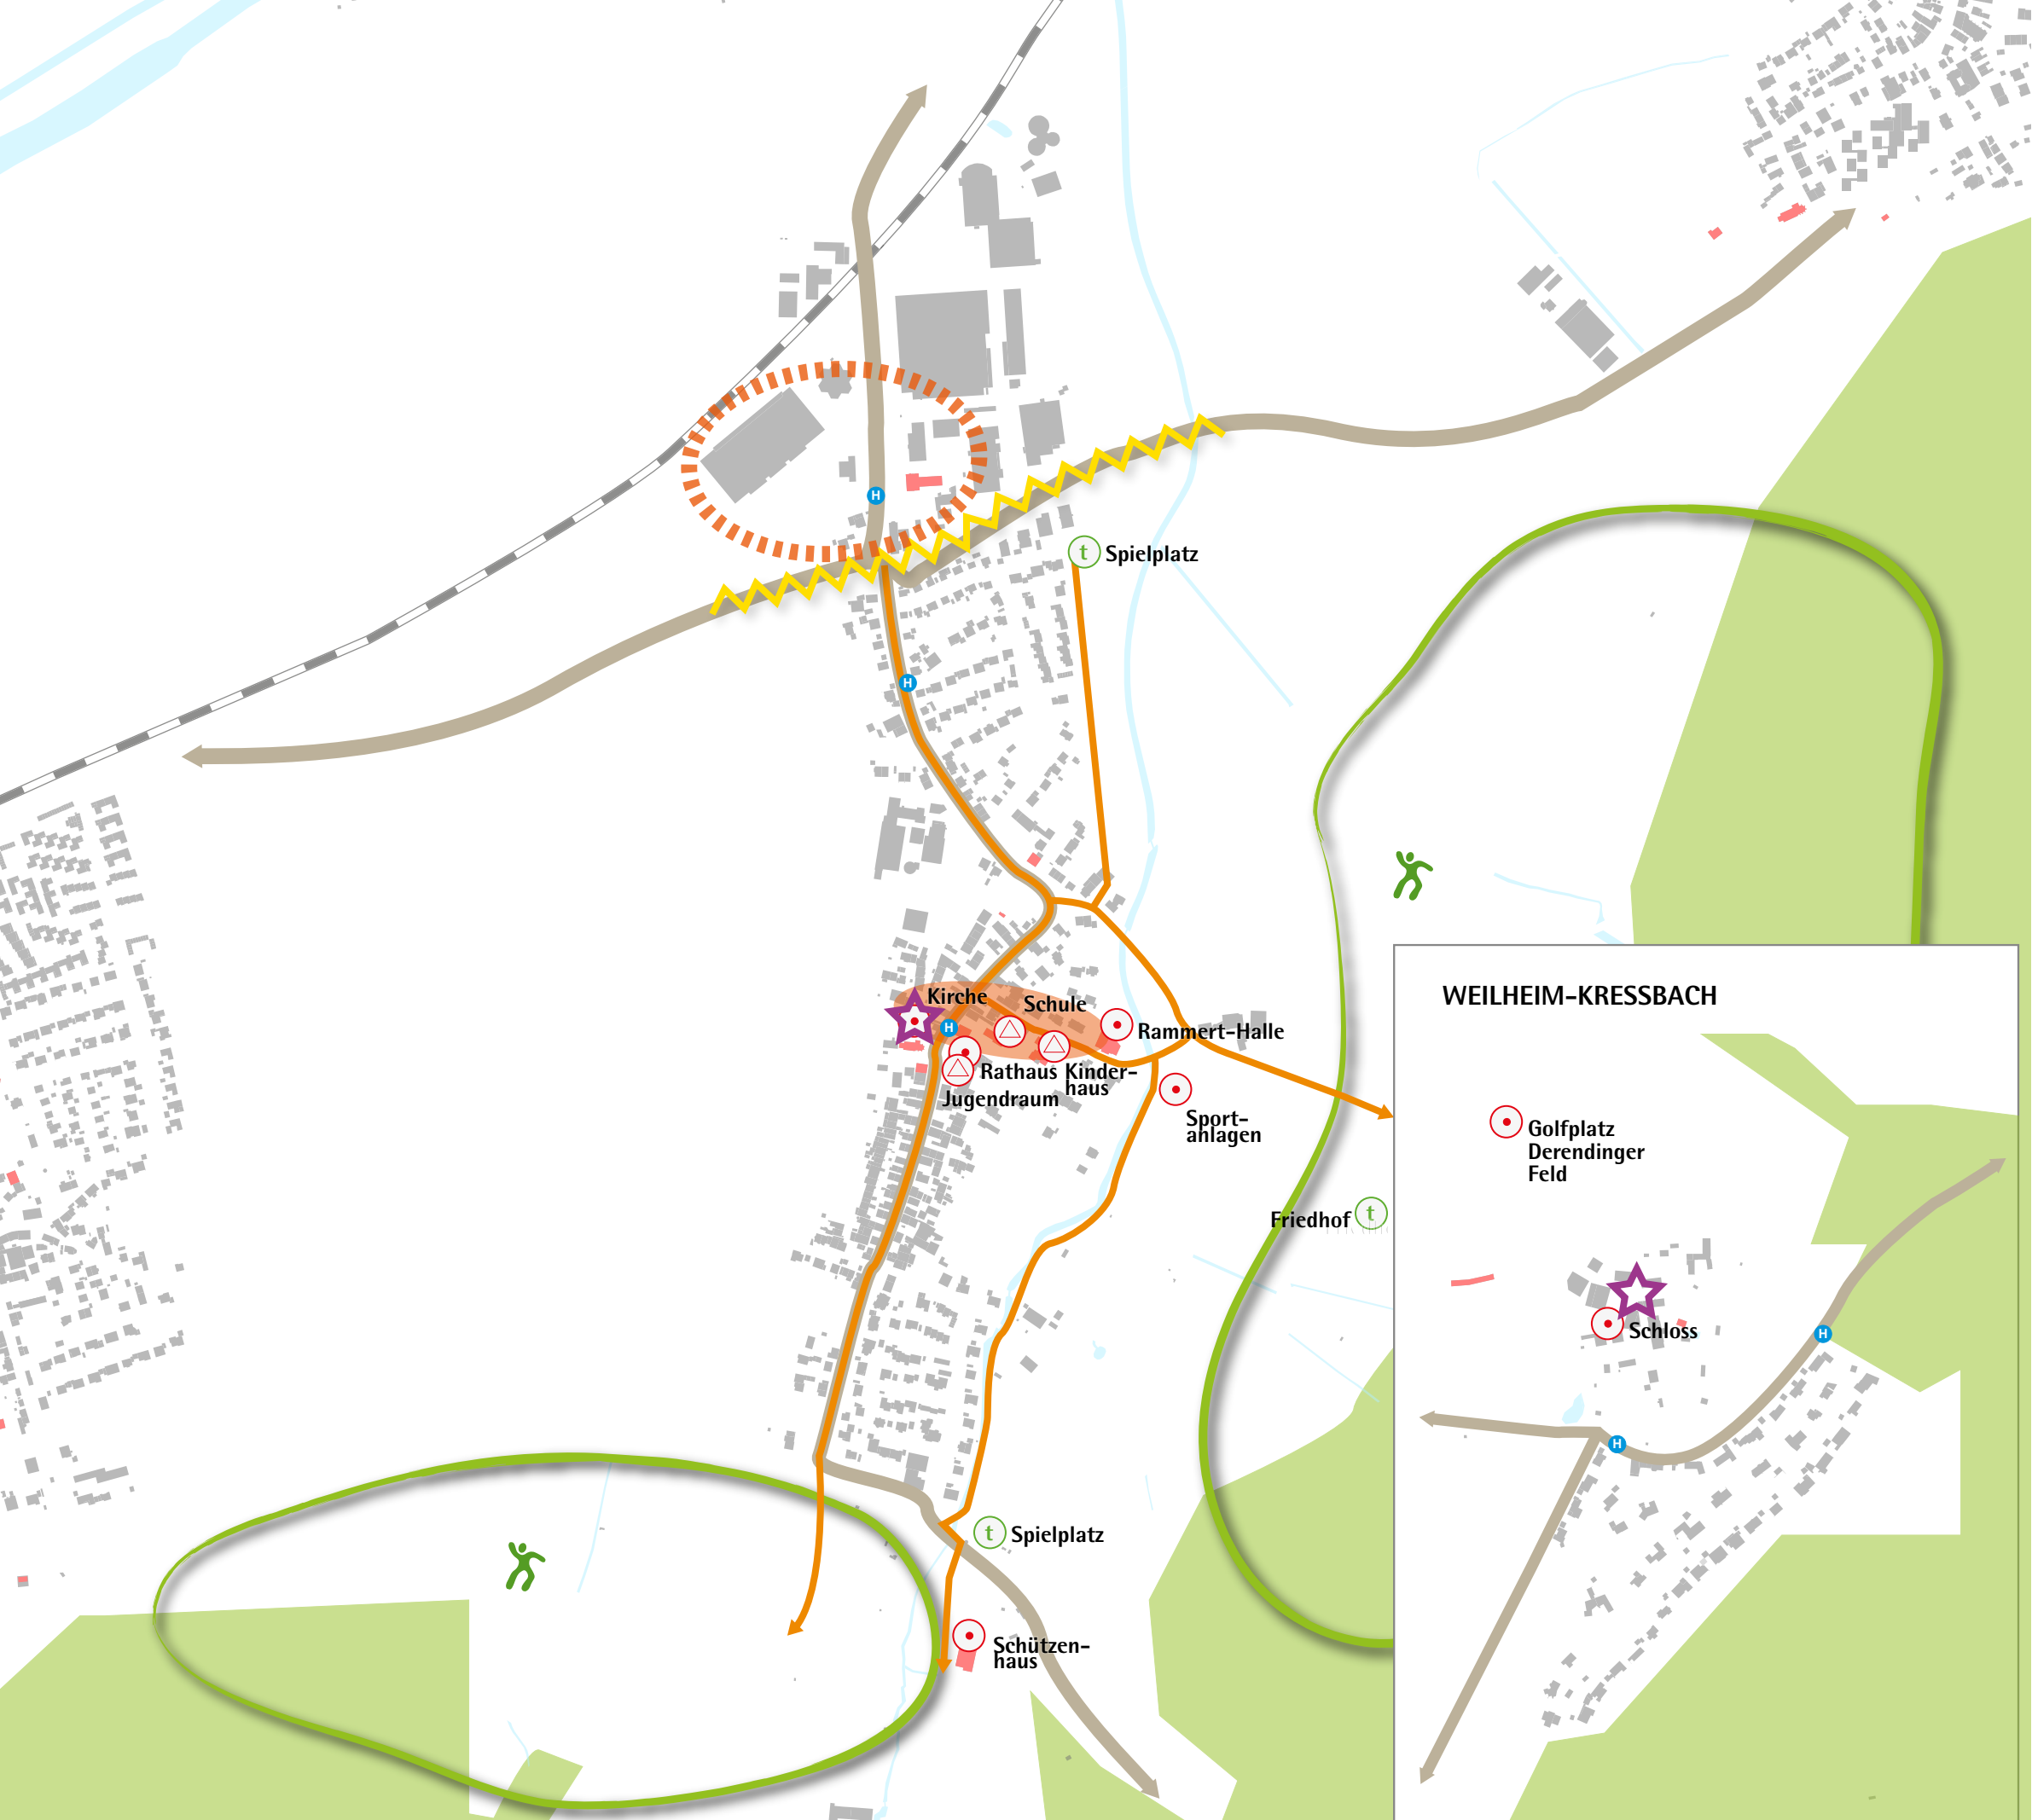 H
t Spielplatz
H
Kirche
Schule
H
Rammert-Halle
Rathaus
Kinder-
haus
Jugendraum
Sport-
anlagen
Friedhof t
t Spielplatz
Schützen-
haus
WEILHEIM-KRESSBACH
Golfplatz
Derendinger
Feld
Schloss
H
H